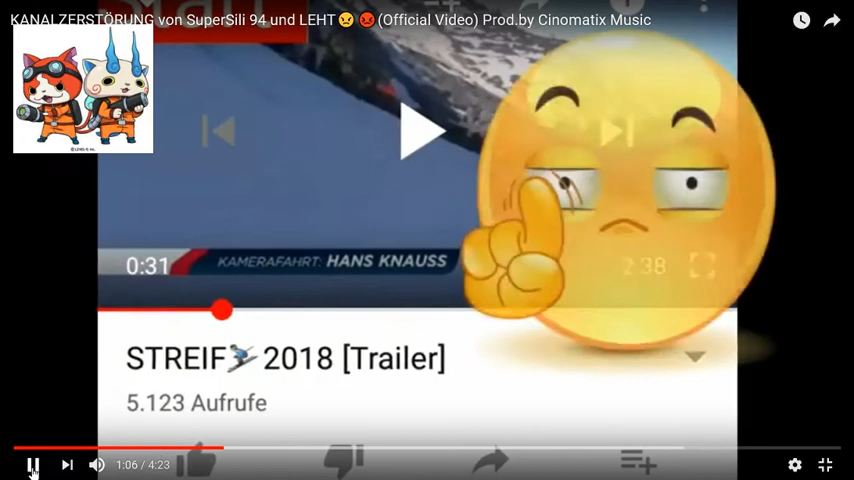 Start
KANALZERSTÖRUNG von SuperSili 94 und LEHT😠😡(Official Video) Prod.by Cinomatix Music
0:31
KAMERAFAHRT: HANS KNAUSS
2:38
STREIF⛷️ 2018 [Trailer]
5.123 Aufrufe
1:06 / 4:23